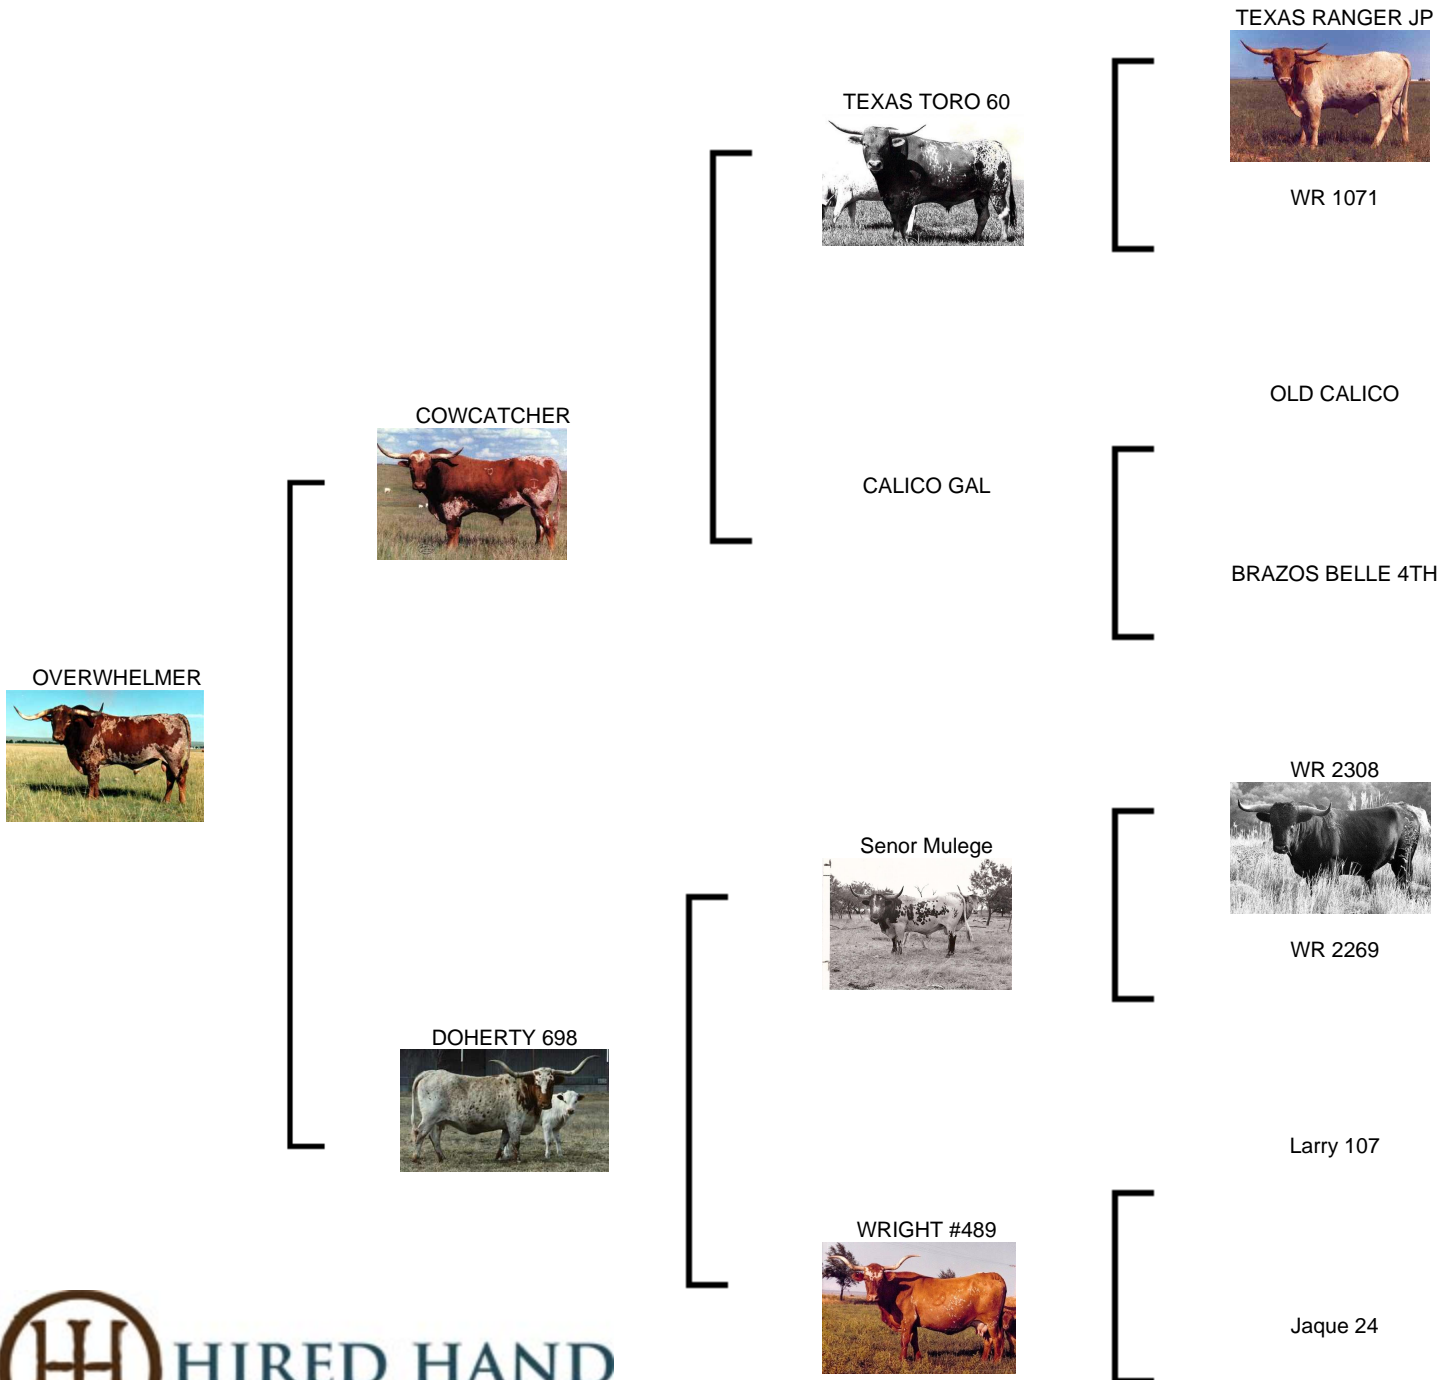 TEXAS RANGER JP
TEXAS TORO 60
WR 1071
OLD CALICO
COWCATCHER
CALICO GAL
BRAZOS BELLE 4TH
OVERWHELMER
WR 2308
Senor Mulege
WR 2269
DOHERTY 698
Larry 107
WRIGHT #489
Jaque 24
HIRED HAND